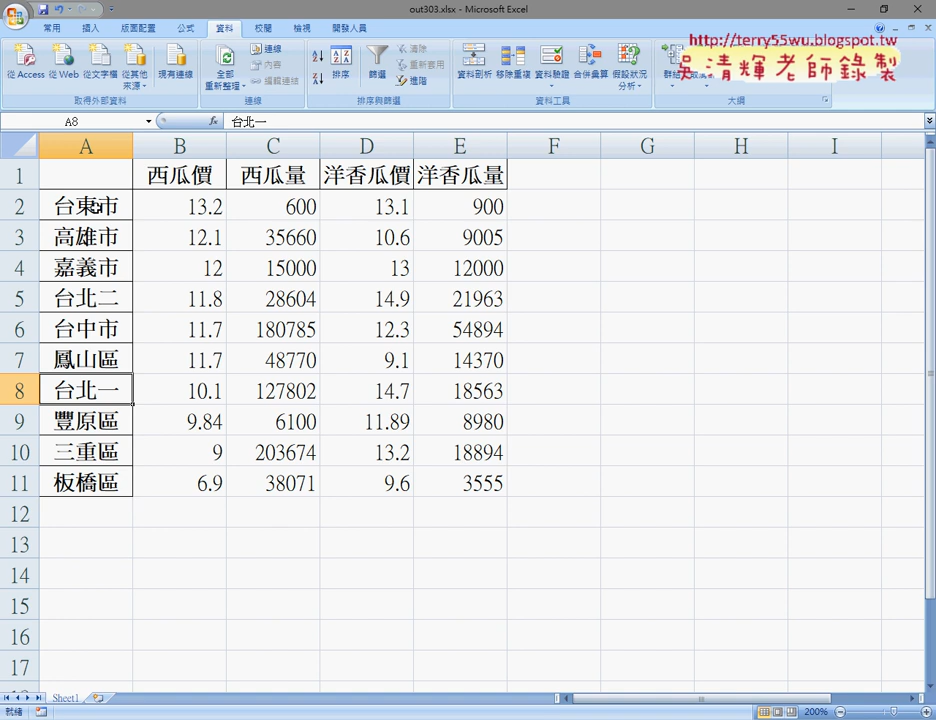 out303.xlsx - Microsoft Excel
常用 插入 版面配置 公式 資料 校閱 檢視 開發人員
http://terry55wu.blogspot.tw
吳清輝老師錄製
從 Access 從 Web 從文字檔 從其他來源 現有連線 全部重新整理 連線 內容 編輯連結 排序 篩選 清除 重新套用 進階 資料剖析 移除重複 資料驗證 合併彙算 假設狀況分析
取得外部資料 連線 排序與篩選 資料工具 大綱
A8 fx 台北一
A B C D E F G H I
1 西瓜價 西瓜量 洋香瓜價 洋香瓜量
2 台東市 13.2 600 13.1 900
3 高雄市 12.1 35660 10.6 9005
4 嘉義市 12 15000 13 12000
5 台北二 11.8 28604 14.9 21963
6 台中市 11.7 180785 12.3 54894
7 鳳山區 11.7 48770 9.1 14370
8 台北一 10.1 127802 14.7 18563
9 豐原區 9.84 6100 11.89 8980
10 三重區 9 203674 13.2 18894
11 板橋區 6.9 38071 9.6 3555
12
13
14
15
16
17
Sheet1
就緒 200%